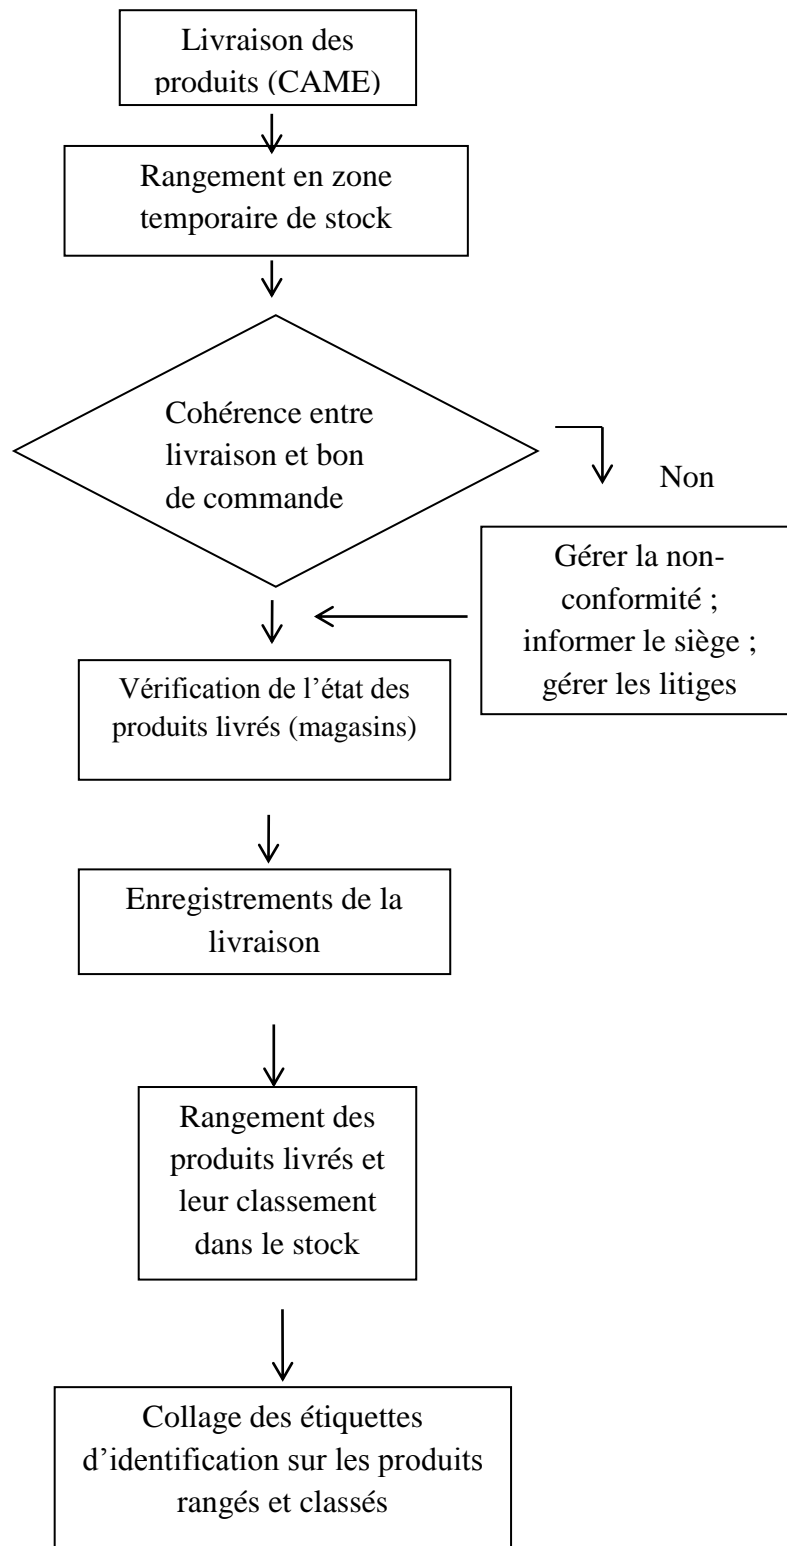 Livraison des
produits (CAME)
Rangement en zone
temporaire de stock
Cohérence entre
livraison et bon
de commande
Non
Gérer la non-
conformité ;
informer le siège ;
gérer les litiges
Vérification de l’état des
produits livrés (magasins)
Enregistrements de la
livraison
Rangement des
produits livrés et
leur classement
dans le stock
Collage des étiquettes
d’identification sur les produits
rangés et classés